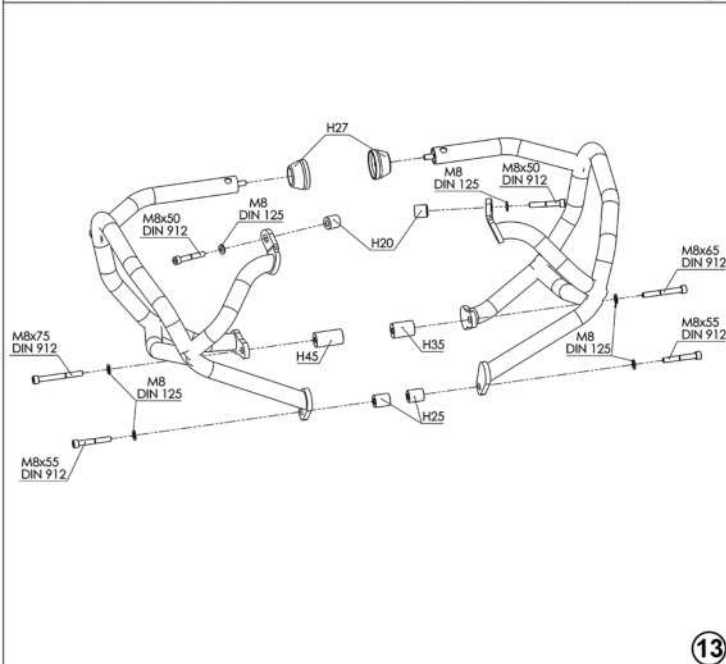 H27
M8
DIN 125
M8x50
DIN 912
M8
DIN 125
M8x50
DIN 912
H20
M8x65
DIN 912
M8x75
DIN 912
H45
H35
M8
DIN 125
M8x55
DIN 912
M8
DIN 125
H25
M8x55
DIN 912
13